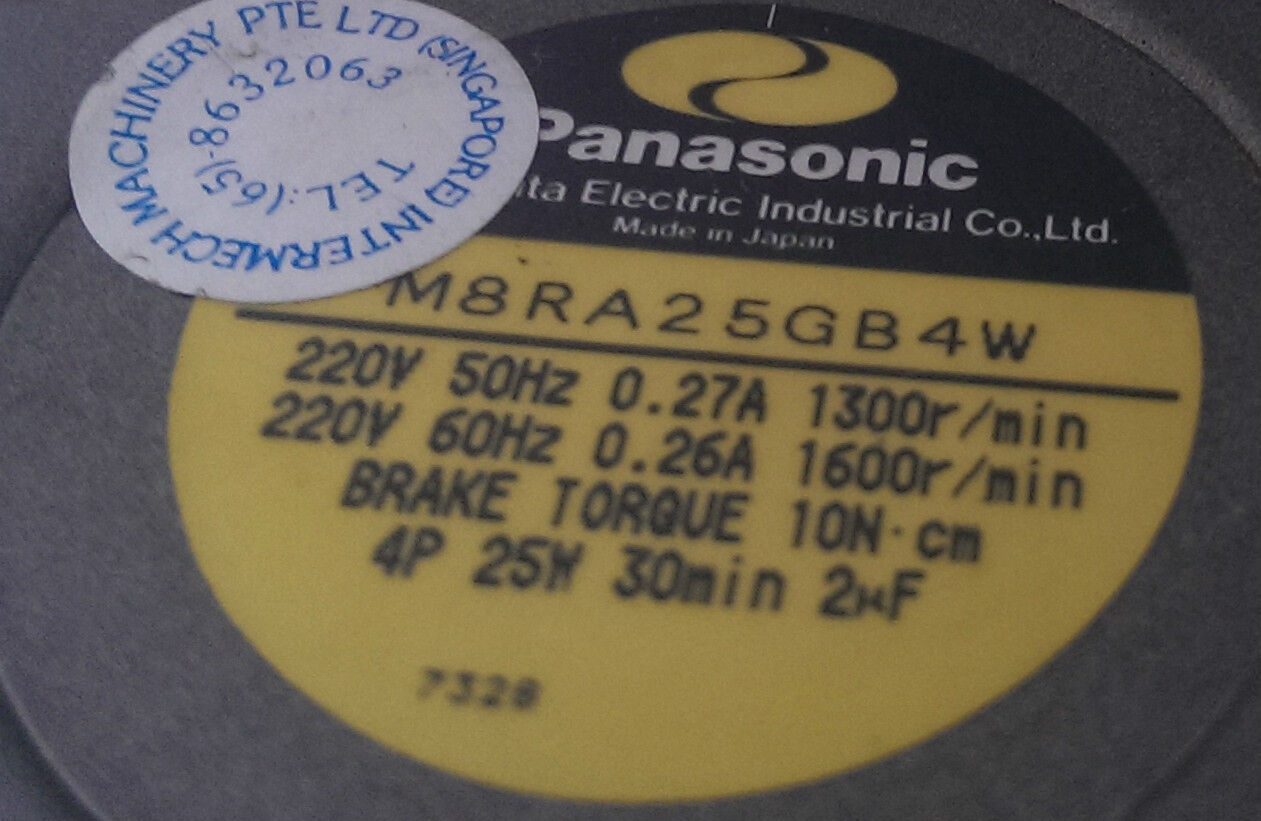 INTERMECH MACHINERY PTE LTD (SINGAPORE)
TEL:(65)-8632063
Panasonic
ita Electric Industrial Co.,Ltd.
Made in Japan
M8RA25GB4W
220V 50Hz 0.27A 1300r/min
220V 60Hz 0.26A 1600r/min
BRAKE TORQUE 10N·cm
4P 25W 30min 2μF
7328